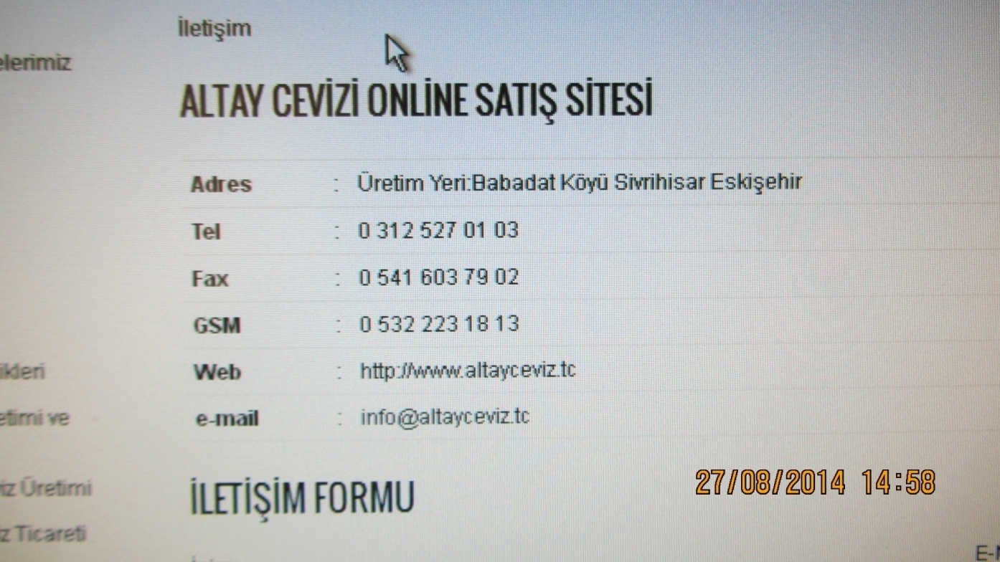 İletişim
elerimiz
ALTAY CEVİZİ ONLİNE SATIŞ SİTESİ
Adres : Üretim Yeri:Babadat Köyü Sivrihisar Eskişehir
Tel : 0 312 527 01 03
Fax : 0 541 603 79 02
GSM : 0 532 223 18 13
Web : http://www.altayceviz.tc
e-mail : info@altayceviz.tc
ikleri
etimi ve
iz Üretimi
z Ticareti
İLETİŞİM FORMU
27/08/2014 14:58